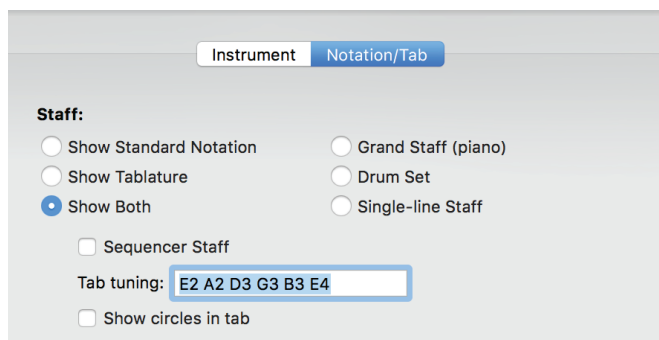 Instrument Notation/Tab
Staff:
Show Standard Notation Grand Staff (piano)
Show Tablature Drum Set
Show Both Single-line Staff
Sequencer Staff
Tab tuning: E2 A2 D3 G3 B3 E4
Show circles in tab